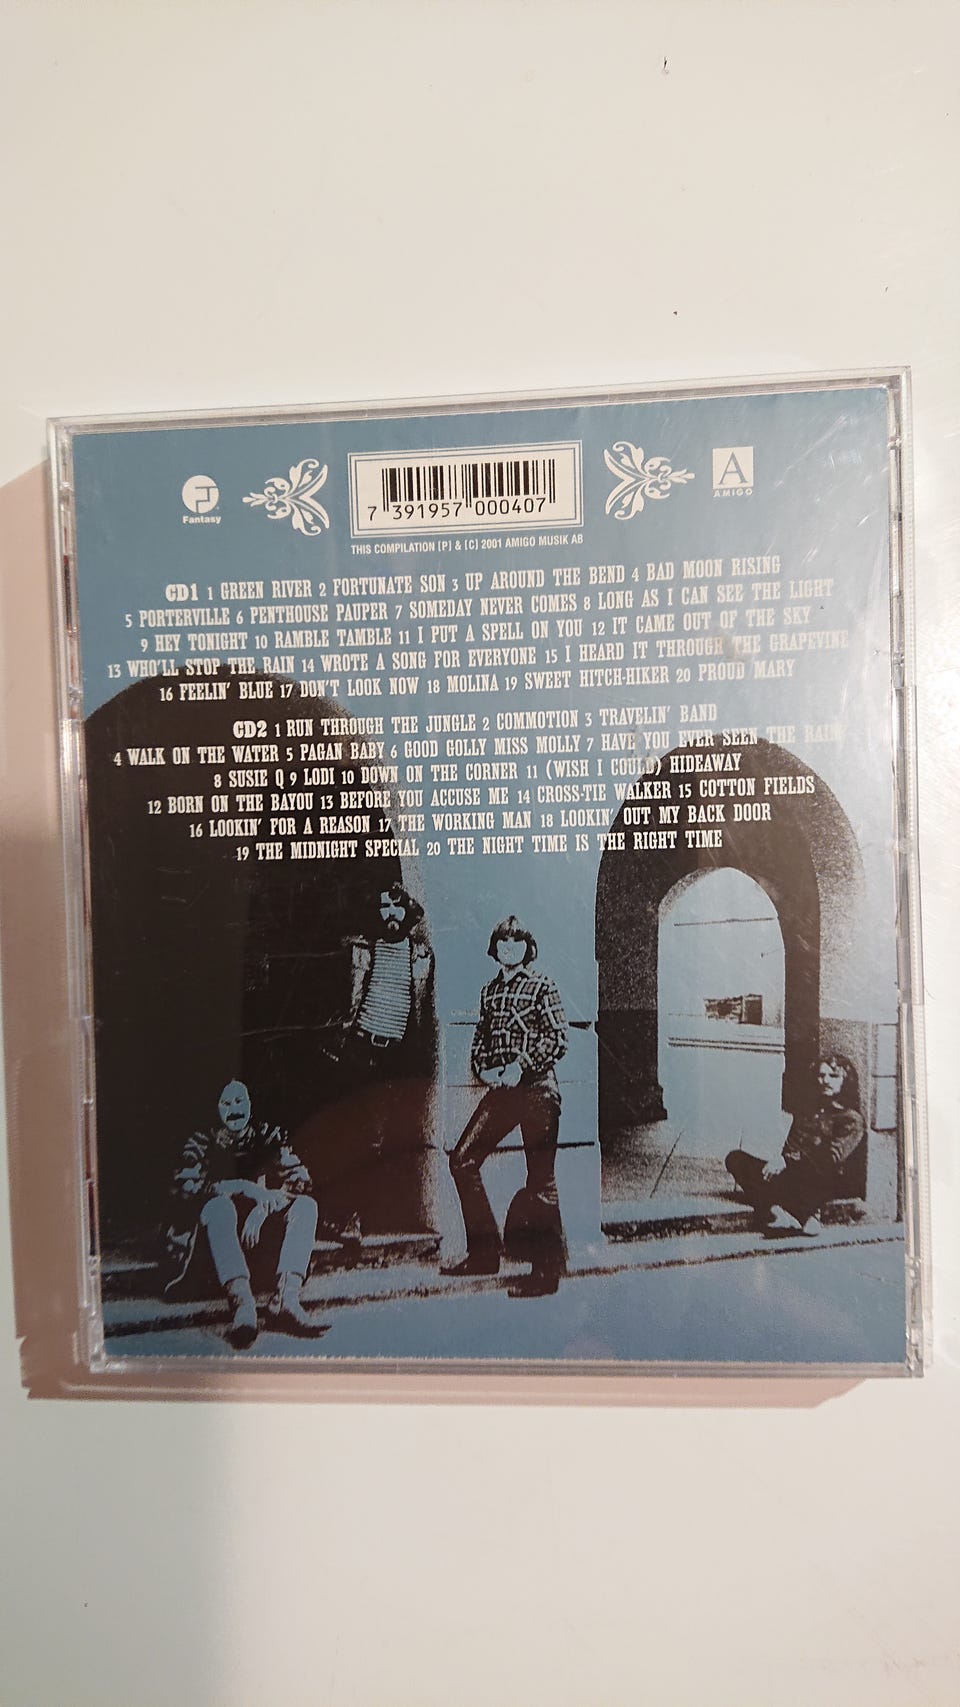 Fantasy
7 391957 000407
A
AMIGO
THIS COMPILATION [P] & [C] 2001 AMIGO MUSIK AB
CD1 1 GREEN RIVER 2 FORTUNATE SON 3 UP AROUND THE BEND 4 BAD MOON RISING
5 PORTERVILLE 6 PENTHOUSE PAUPER 7 SOMEDAY NEVER COMES 8 LONG AS I CAN SEE THE LIGHT
9 HEY TONIGHT 10 RAMBLE TAMBLE 11 I PUT A SPELL ON YOU 12 IT CAME OUT OF THE SKY
13 WHO'LL STOP THE RAIN 14 WROTE A SONG FOR EVERYONE 15 I HEARD IT THROUGH THE GRAPEVINE
16 FEELIN' BLUE 17 DON'T LOOK NOW 18 MOLINA 19 SWEET HITCH-HIKER 20 PROUD MARY
CD2 1 RUN THROUGH THE JUNGLE 2 COMMOTION 3 TRAVELIN' BAND
4 WALK ON THE WATER 5 PAGAN BABY 6 GOOD GOLLY MISS MOLLY 7 HAVE YOU EVER SEEN THE RAIN
8 SUSIE Q 9 LODI 10 DOWN ON THE CORNER 11 (WISH I COULD) HIDEAWAY
12 BORN ON THE BAYOU 13 BEFORE YOU ACCUSE ME 14 CROSS-TIE WALKER 15 COTTON FIELDS
16 LOOKIN' FOR A REASON 17 THE WORKING MAN 18 LOOKIN' OUT MY BACK DOOR
19 THE MIDNIGHT SPECIAL 20 THE NIGHT TIME IS THE RIGHT TIME